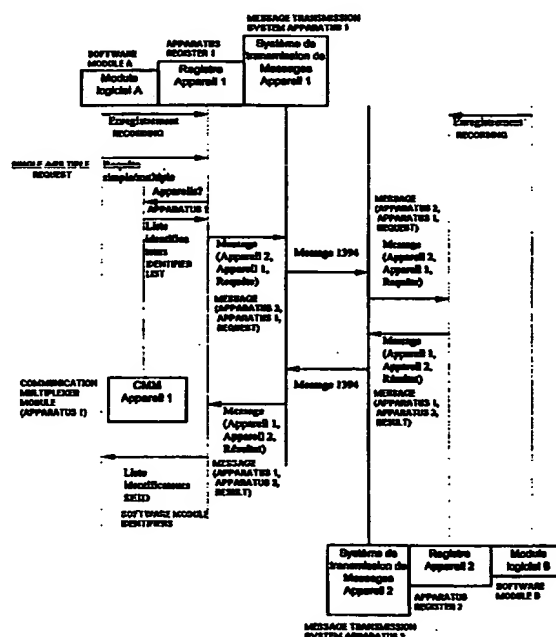 MESSAGE TRANSMISSION
SYSTEM APPARATUS 1
SOFTWARE
MODULE A
APPARATUS
REGISTER 1
Module
logiciel A
Registre
Appareil 1
Système de
transmission de
Messages
Appareil 1
Enregistrement
RECORDING
Enregistrement
RECORDING
SINGLE/MULTIPLE
REQUEST
Requête
simple/multiple
Appareils?
APPARATUS
Liste
Identifica
teurs
IDENTIFIER
LIST
Message
(Appareil 2,
Appareil 1,
Requête)
MESSAGE
(APPARATUS 2,
APPARATUS 1,
REQUEST)
Message 1394
MESSAGE
(APPARATUS 2,
APPARATUS 1,
REQUEST)
Message
(Appareil 2,
Appareil 1,
Requête)
Message
(Appareil 1,
Appareil 2,
Résultat)
MESSAGE
(APPARATUS 1,
APPARATUS 2,
RESULT)
Message 1394
COMMUNICATION
MULTIPLEXER
MODULE
(APPARATUS 1)
CMM
Appareil 1
Message
(Appareil 1,
Appareil 2,
Résultat)
MESSAGE
(APPARATUS 1,
APPARATUS 2,
RESULT)
Liste
Identificateurs
SEID
SOFTWARE MODULE
IDENTIFIERS
Système de
transmission de
Messages
Appareil 2
Registre
Appareil 2
Module
logiciel B
APPARATUS
REGISTER 2
SOFTWARE
MODULE B
MESSAGE TRANSMISSION
SYSTEM APPARATUS 2